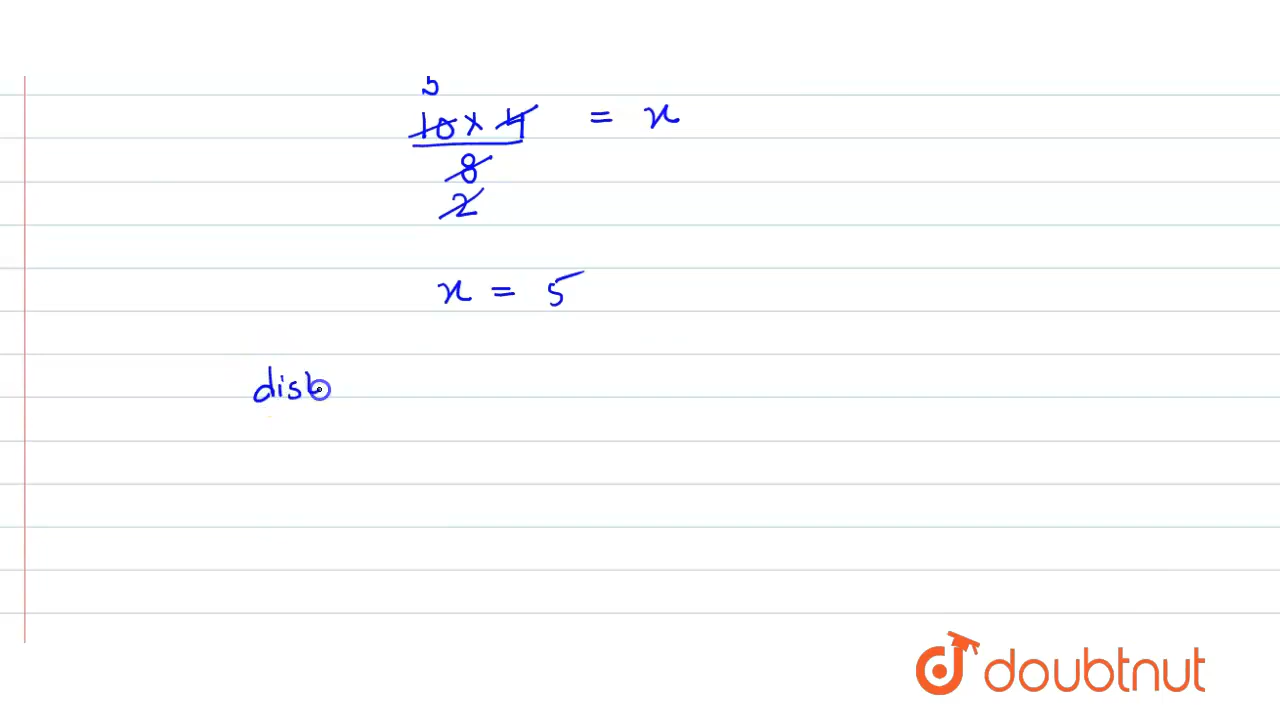 5
10 x 4 = x
8
2
x = 5
dist
doubtnut